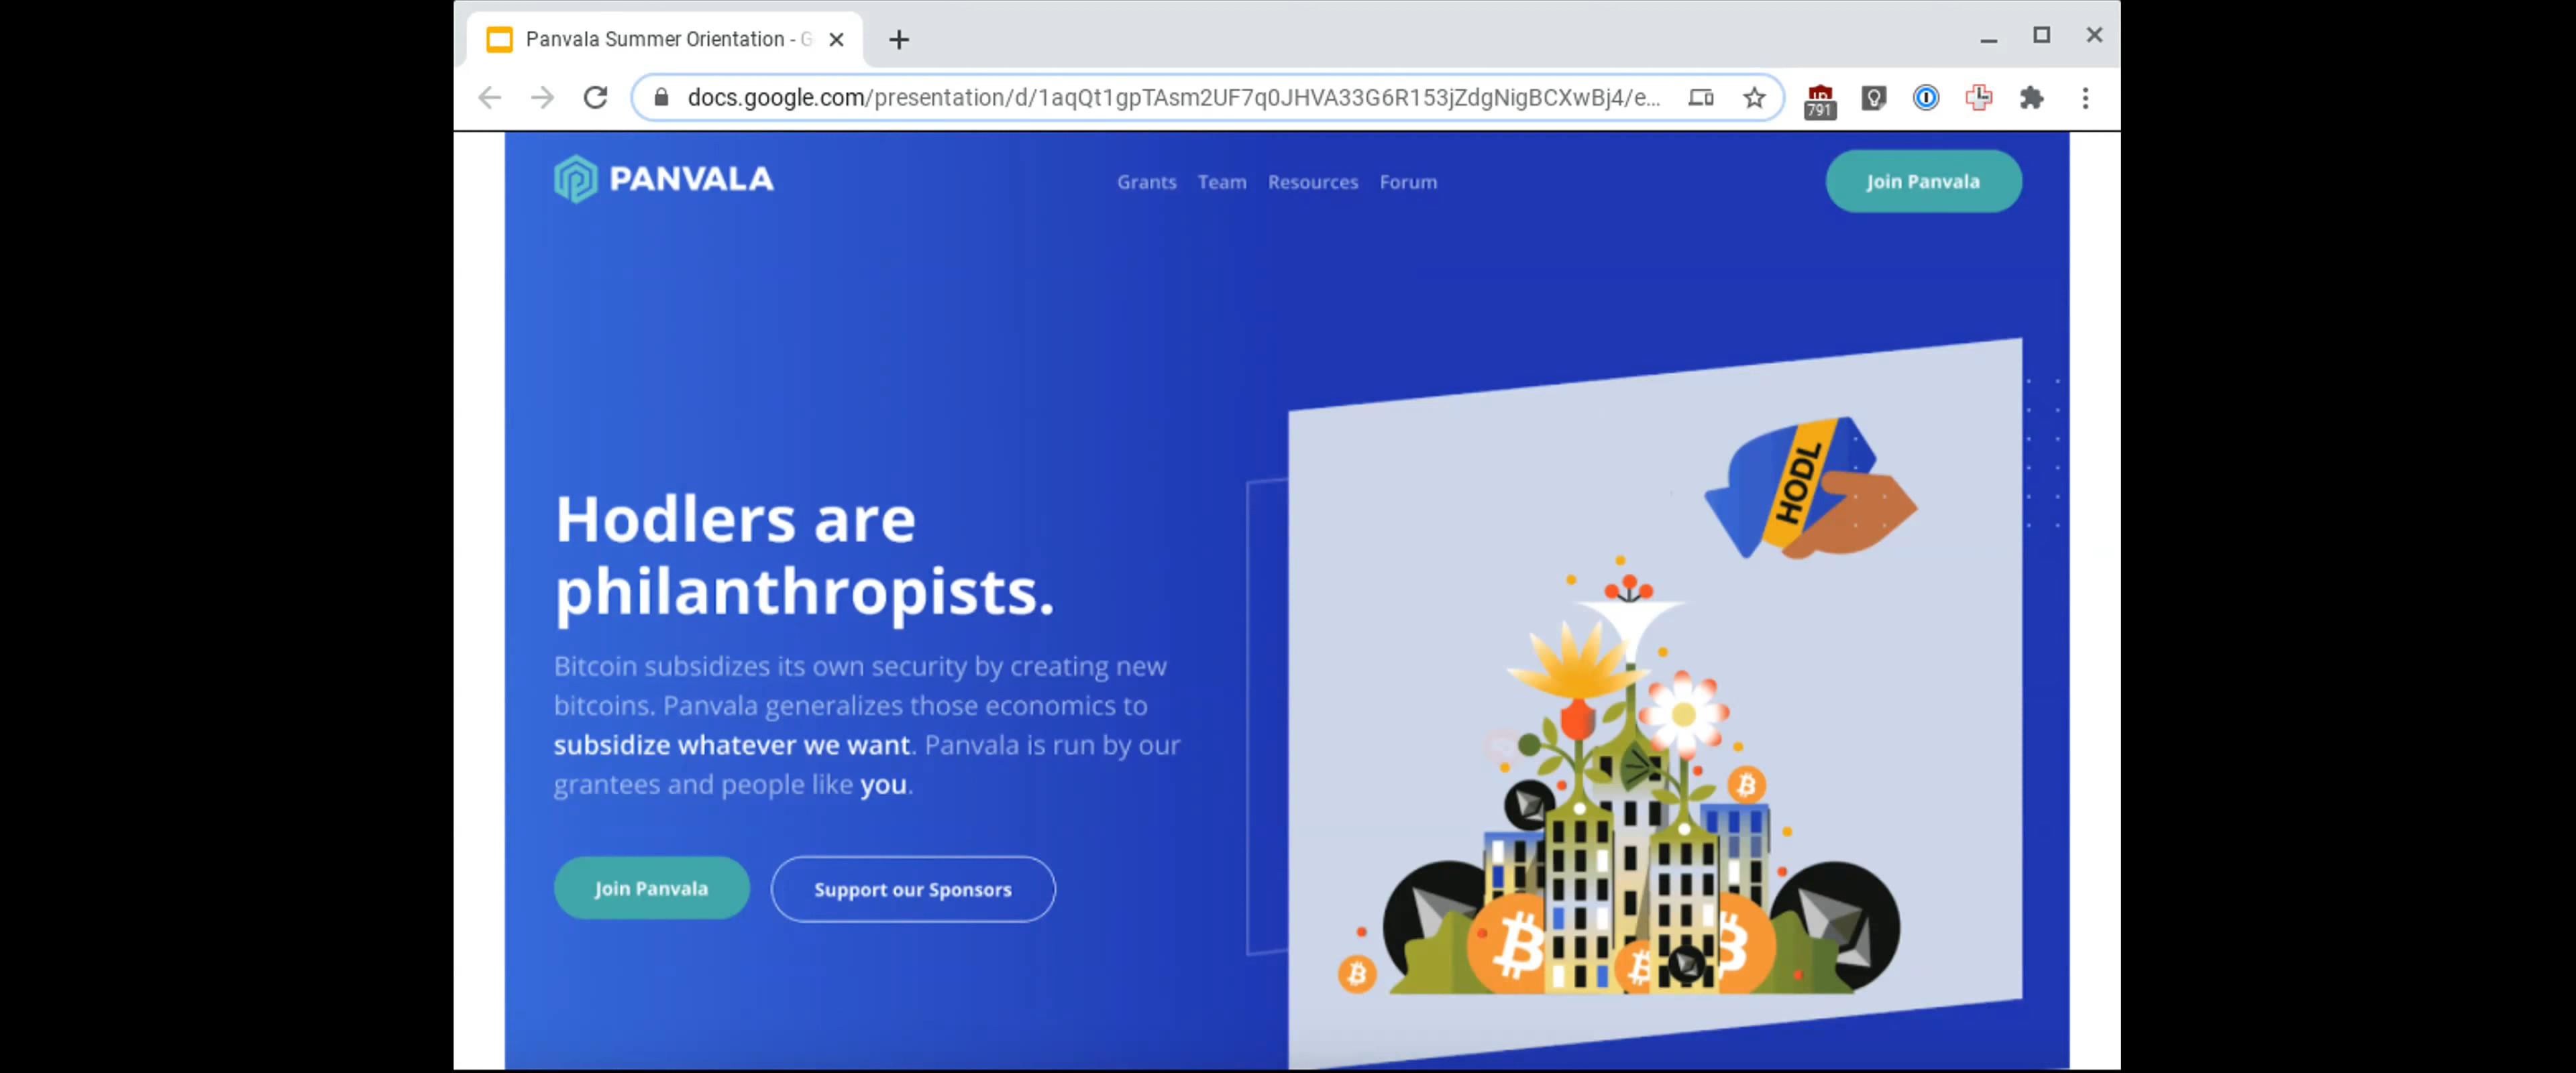 Panvala Summer Orientation - G
docs.google.com/presentation/d/1aqQt1gpTAsm2UF7q0JHVA33G6R153jZdgNigBCXwBj4/e...
791
PANVALA
Grants Team Resources Forum
Join Panvala
HODL
Hodlers are
philanthropists.
Bitcoin subsidizes its own security by creating new
bitcoins. Panvala generalizes those economics to
subsidize whatever we want. Panvala is run by our
grantees and people like you.
Join Panvala
Support our Sponsors